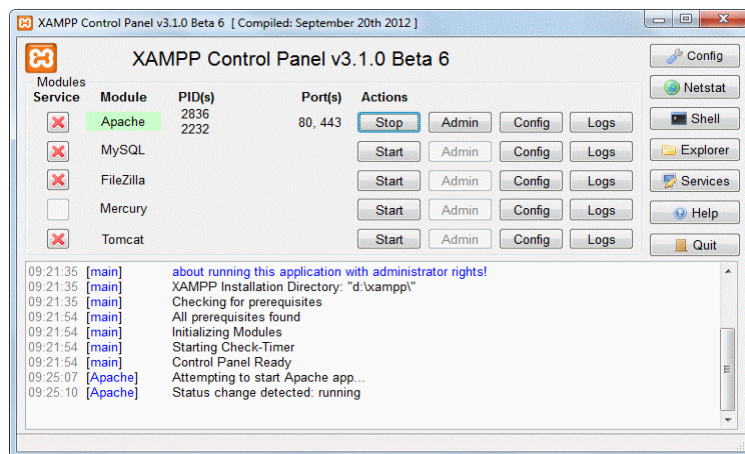 XAMPP Control Panel v3.1.0 Beta 6 [ Compiled: September 20th 2012 ]
XAMPP Control Panel v3.1.0 Beta 6
Config
Modules
Service Module PID(s) Port(s) Actions
Netstat
Apache 2836 2232 80, 443 Stop Admin Config Logs
Shell
MySQL Start Admin Config Logs
Explorer
FileZilla Start Admin Config Logs
Services
Mercury Start Admin Config Logs
Help
Tomcat Start Admin Config Logs
Quit
09:21:35 [main] about running this application with administrator rights!
09:21:35 [main] XAMPP Installation Directory: "d:\xampp\"
09:21:35 [main] Checking for prerequisites
09:21:54 [main] All prerequisites found
09:21:54 [main] Initializing Modules
09:21:54 [main] Starting Check-Timer
09:21:54 [main] Control Panel Ready
09:25:07 [Apache] Attempting to start Apache app...
09:25:10 [Apache] Status change detected: running